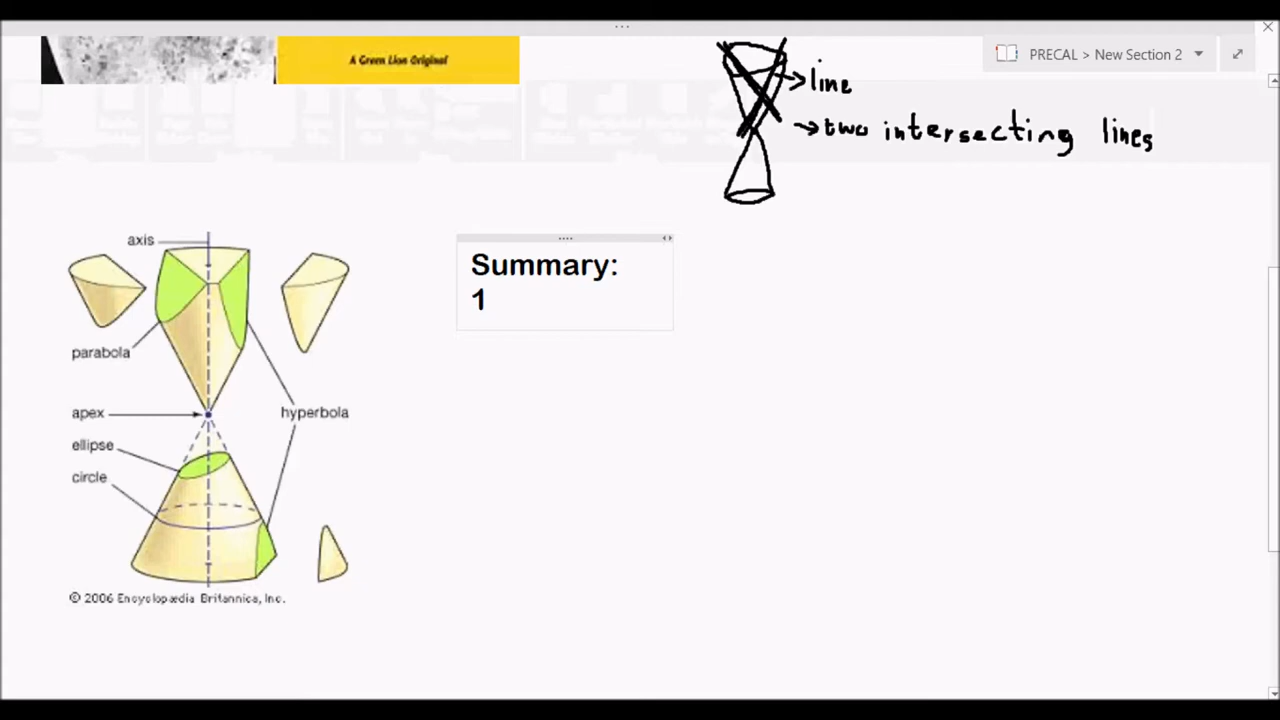 A Green Lion Original
PRECAL > New Section 2
→line
→two intersecting lines
axis
Summary:
1
parabola
apex
hyperbola
ellipse
circle
© 2006 Encyclopædia Britannica, Inc.